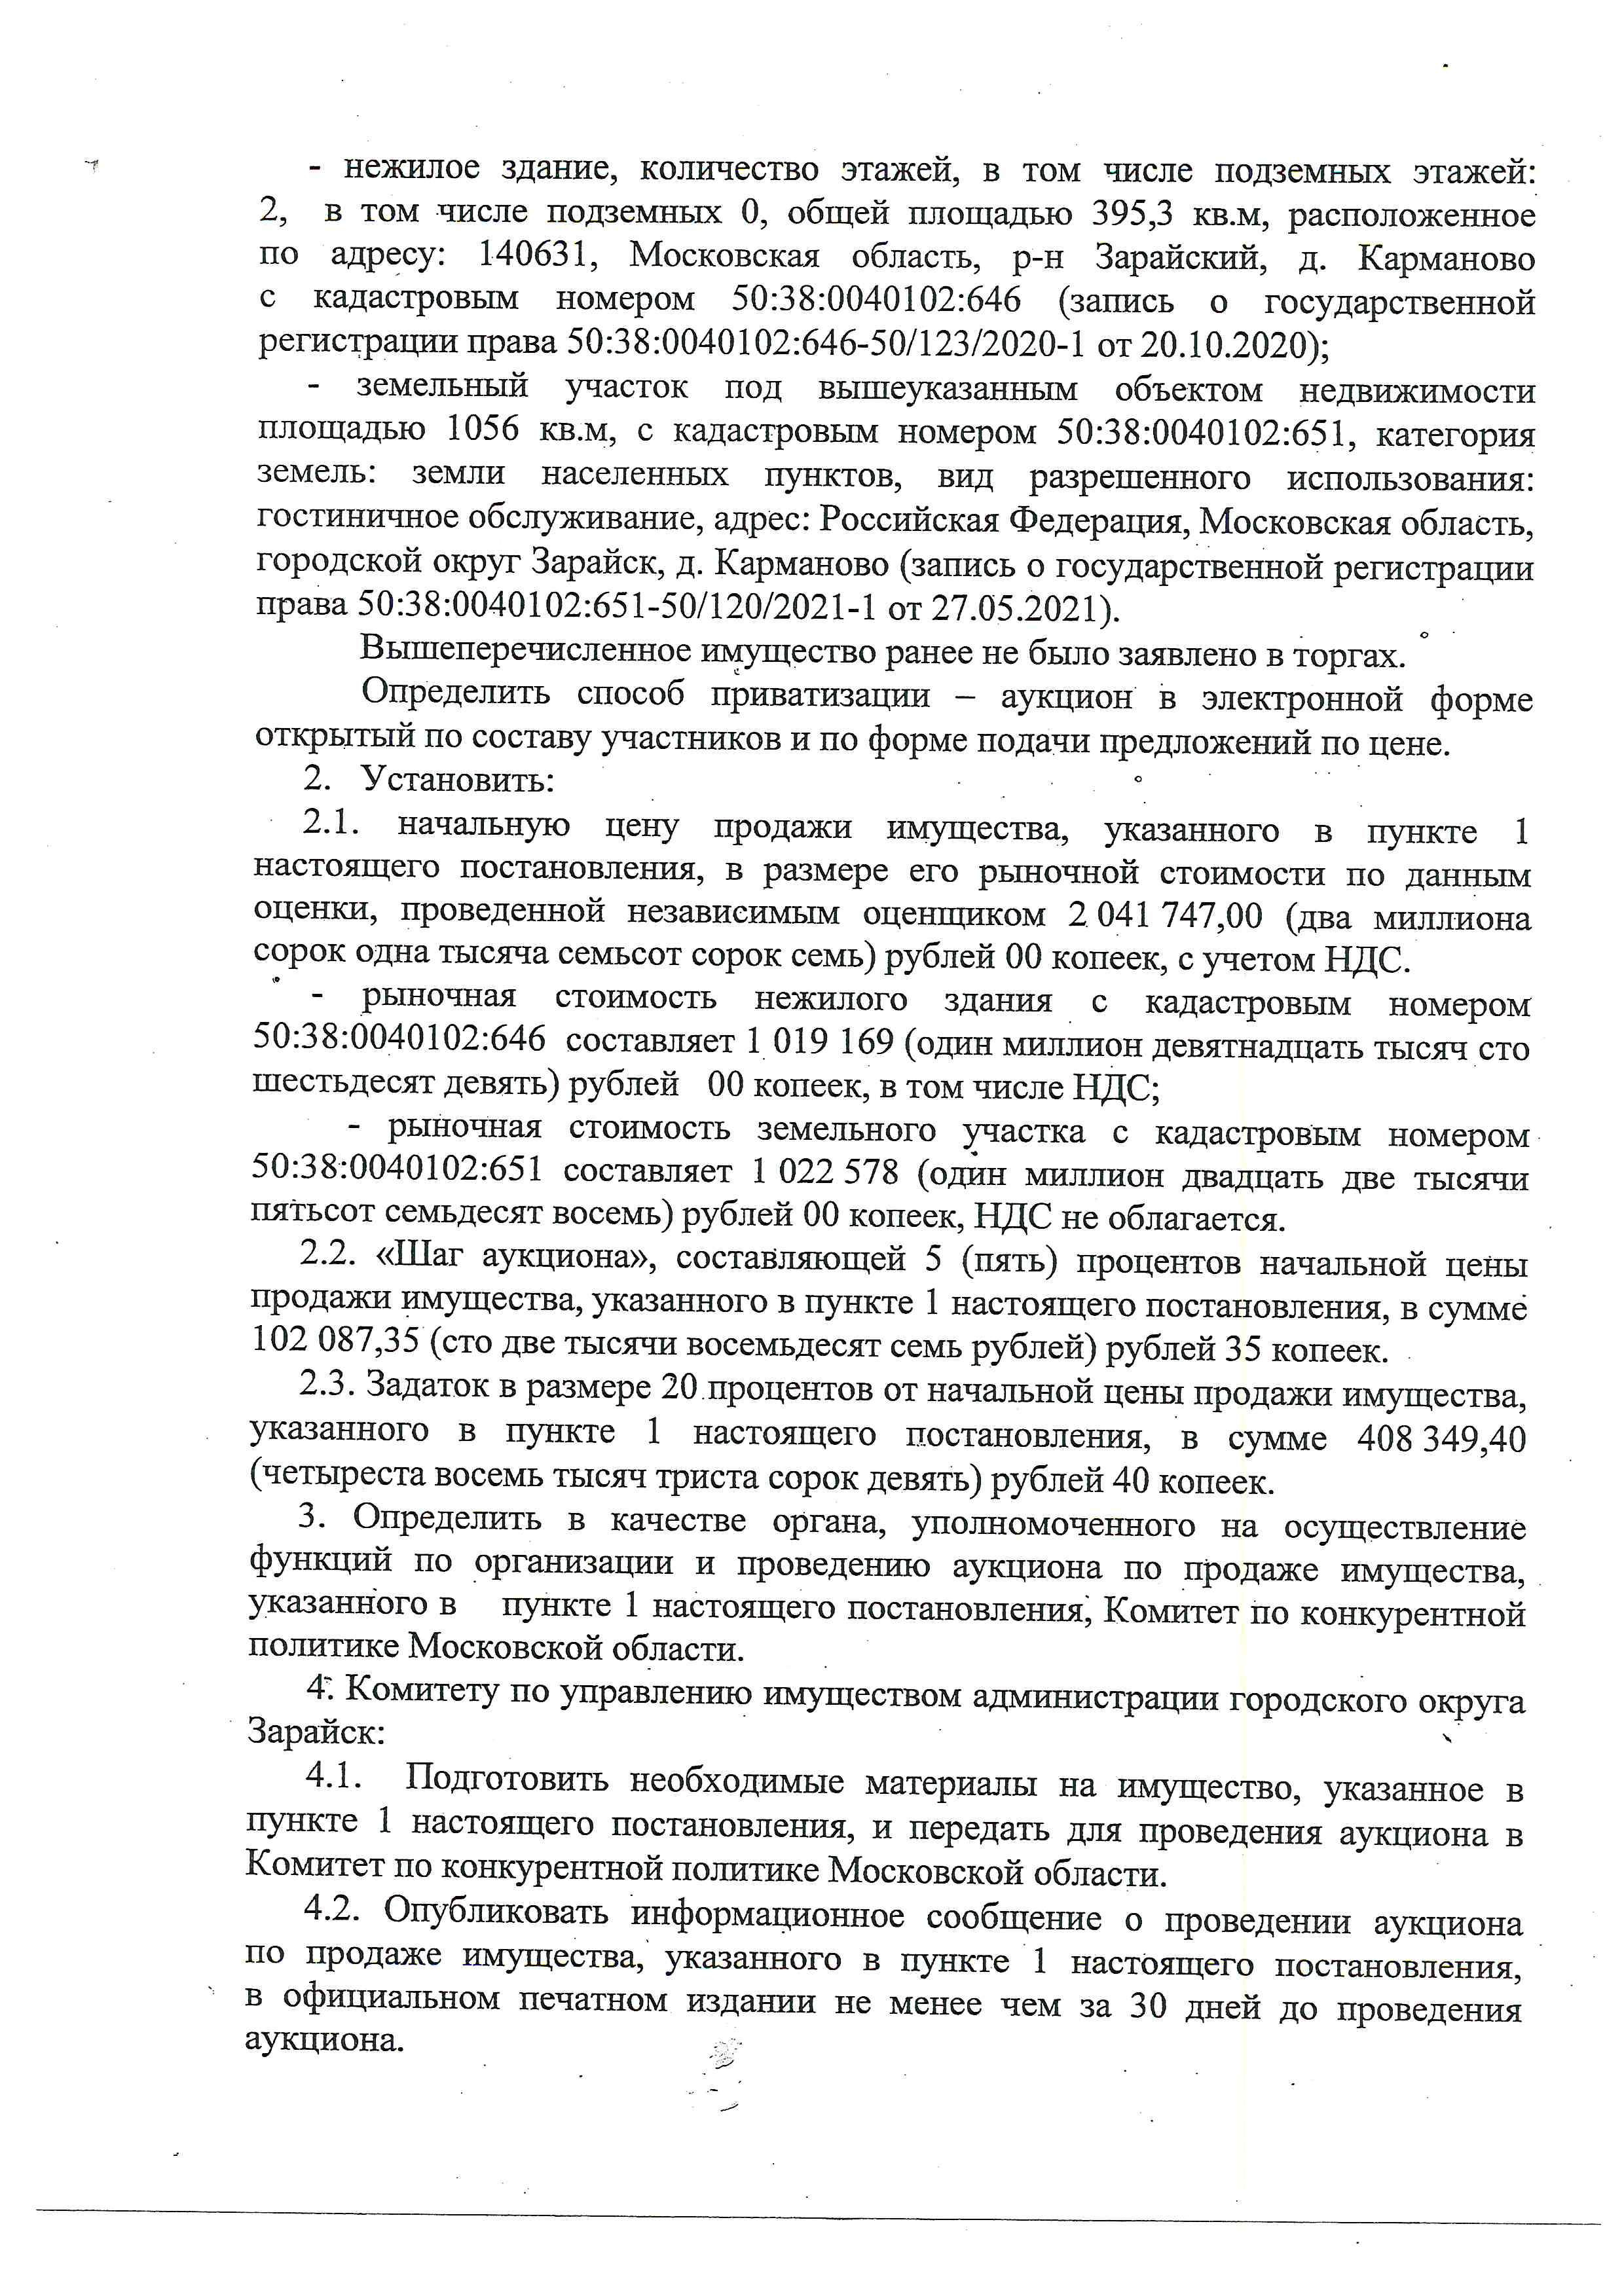 - нежилое здание, количество этажей, в том числе подземных этажей:
2, в том числе подземных 0, общей площадью 395,3 кв.м, расположенное
по адресу: 140631, Московская область, р-н Зарайский, д. Карманово
с кадастровым номером 50:38:0040102:646 (запись о государственной
регистрации права 50:38:0040102:646-50/123/2020-1 от 20.10.2020);
- земельный участок под вышеуказанным объектом недвижимости
площадью 1056 кв.м, с кадастровым номером 50:38:0040102:651, категория
земель: земли населенных пунктов, вид разрешенного использования:
гостиничное обслуживание, адрес: Российская Федерация, Московская область,
городской округ Зарайск, д. Карманово (запись о государственной регистрации
права 50:38:0040102:651-50/120/2021-1 от 27.05.2021).
Вышеперечисленное имущество ранее не было заявлено в торгах.
Определить способ приватизации – аукцион в электронной форме
открытый по составу участников и по форме подачи предложений по цене.
2. Установить:
2.1. начальную цену продажи имущества, указанного в пункте 1
настоящего постановления, в размере его рыночной стоимости по данным
оценки, проведенной независимым оценщиком 2 041 747,00 (два миллиона
сорок одна тысяча семьсот сорок семь) рублей 00 копеек, с учетом НДС.
- рыночная стоимость нежилого здания с кадастровым номером
50:38:0040102:646 составляет 1 019 169 (один миллион девятнадцать тысяч сто
шестьдесят девять) рублей 00 копеек, в том числе НДС;
- рыночная стоимость земельного участка с кадастровым номером
50:38:0040102:651 составляет 1 022 578 (один миллион двадцать две тысячи
пятьсот семьдесят восемь) рублей 00 копеек, НДС не облагается.
2.2. «Шаг аукциона», составляющей 5 (пять) процентов начальной цены
продажи имущества, указанного в пункте 1 настоящего постановления, в сумме
102 087,35 (сто две тысячи восемьдесят семь рублей) рублей 35 копеек.
2.3. Задаток в размере 20 процентов от начальной цены продажи имущества,
указанного в пункте 1 настоящего постановления, в сумме 408 349,40
(четыреста восемь тысяч триста сорок девять) рублей 40 копеек.
3. Определить в качестве органа, уполномоченного на осуществление
функций по организации и проведению аукциона по продаже имущества,
указанного в пункте 1 настоящего постановления, Комитет по конкурентной
политике Московской области.
4. Комитету по управлению имуществом администрации городского округа
Зарайск:
4.1. Подготовить необходимые материалы на имущество, указанное в
пункте 1 настоящего постановления, и передать для проведения аукциона в
Комитет по конкурентной политике Московской области.
4.2. Опубликовать информационное сообщение о проведении аукциона
по продаже имущества, указанного в пункте 1 настоящего постановления,
в официальном печатном издании не менее чем за 30 дней до проведения
аукциона.